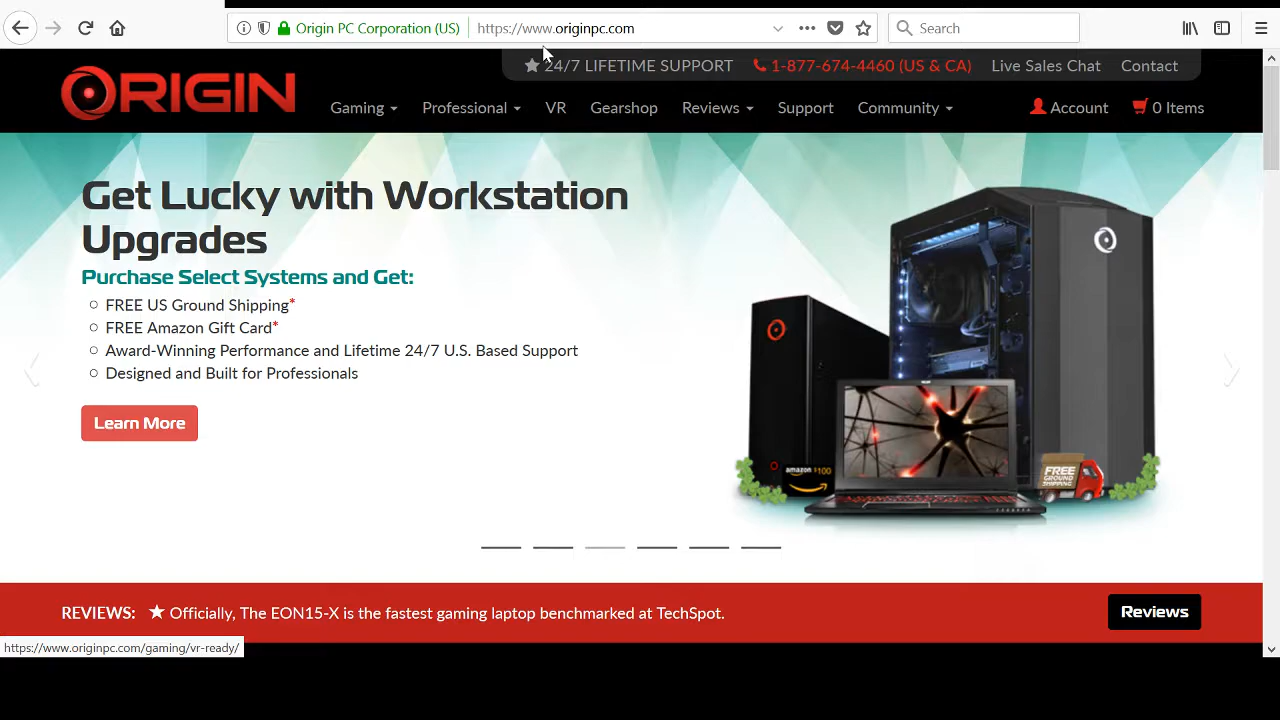 Origin PC Corporation (US)
https://www.originpc.com
Search
24/7 LIFETIME SUPPORT
1-877-674-4460 (US & CA)
Live Sales Chat
Contact
ORIGIN
Gaming
Professional
VR
Gearshop
Reviews
Support
Community
Account
0 Items
Get Lucky with Workstation
Upgrades
Purchase Select Systems and Get:
FREE US Ground Shipping*
FREE Amazon Gift Card*
Award-Winning Performance and Lifetime 24/7 U.S. Based Support
Designed and Built for Professionals
Learn More
amazon $100
FREE
GROUND
SHIPPING
REVIEWS: ★ Officially, The EON15-X is the fastest gaming laptop benchmarked at TechSpot.
Reviews
https://www.originpc.com/gaming/vr-ready/